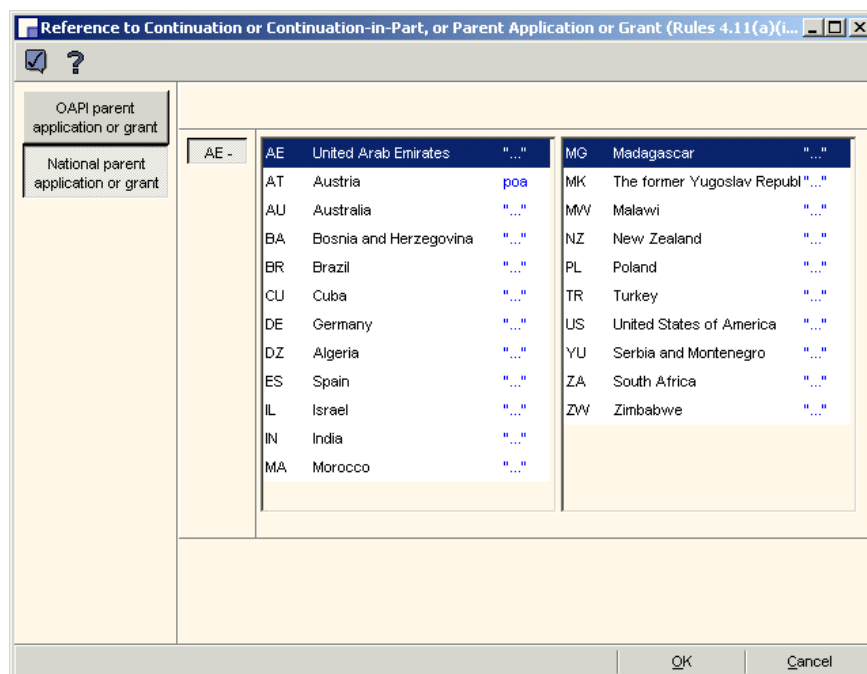 Reference to Continuation or Continuation-in-Part, or Parent Application or Grant (Rules 4.11(a)(i...
?
OAPI parent
application or grant
National parent
application or grant
AE -
AE United Arab Emirates "..."
AT Austria poa
AU Australia "..."
BA Bosnia and Herzegovina "..."
BR Brazil "..."
CU Cuba "..."
DE Germany "..."
DZ Algeria "..."
ES Spain "..."
IL Israel "..."
IN India "..."
MA Morocco "..."
MG Madagascar "..."
MK The former Yugoslav Republ "..."
MW Malawi "..."
NZ New Zealand "..."
PL Poland "..."
TR Turkey "..."
US United States of America "..."
YU Serbia and Montenegro "..."
ZA South Africa "..."
ZW Zimbabwe "..."
OK Cancel